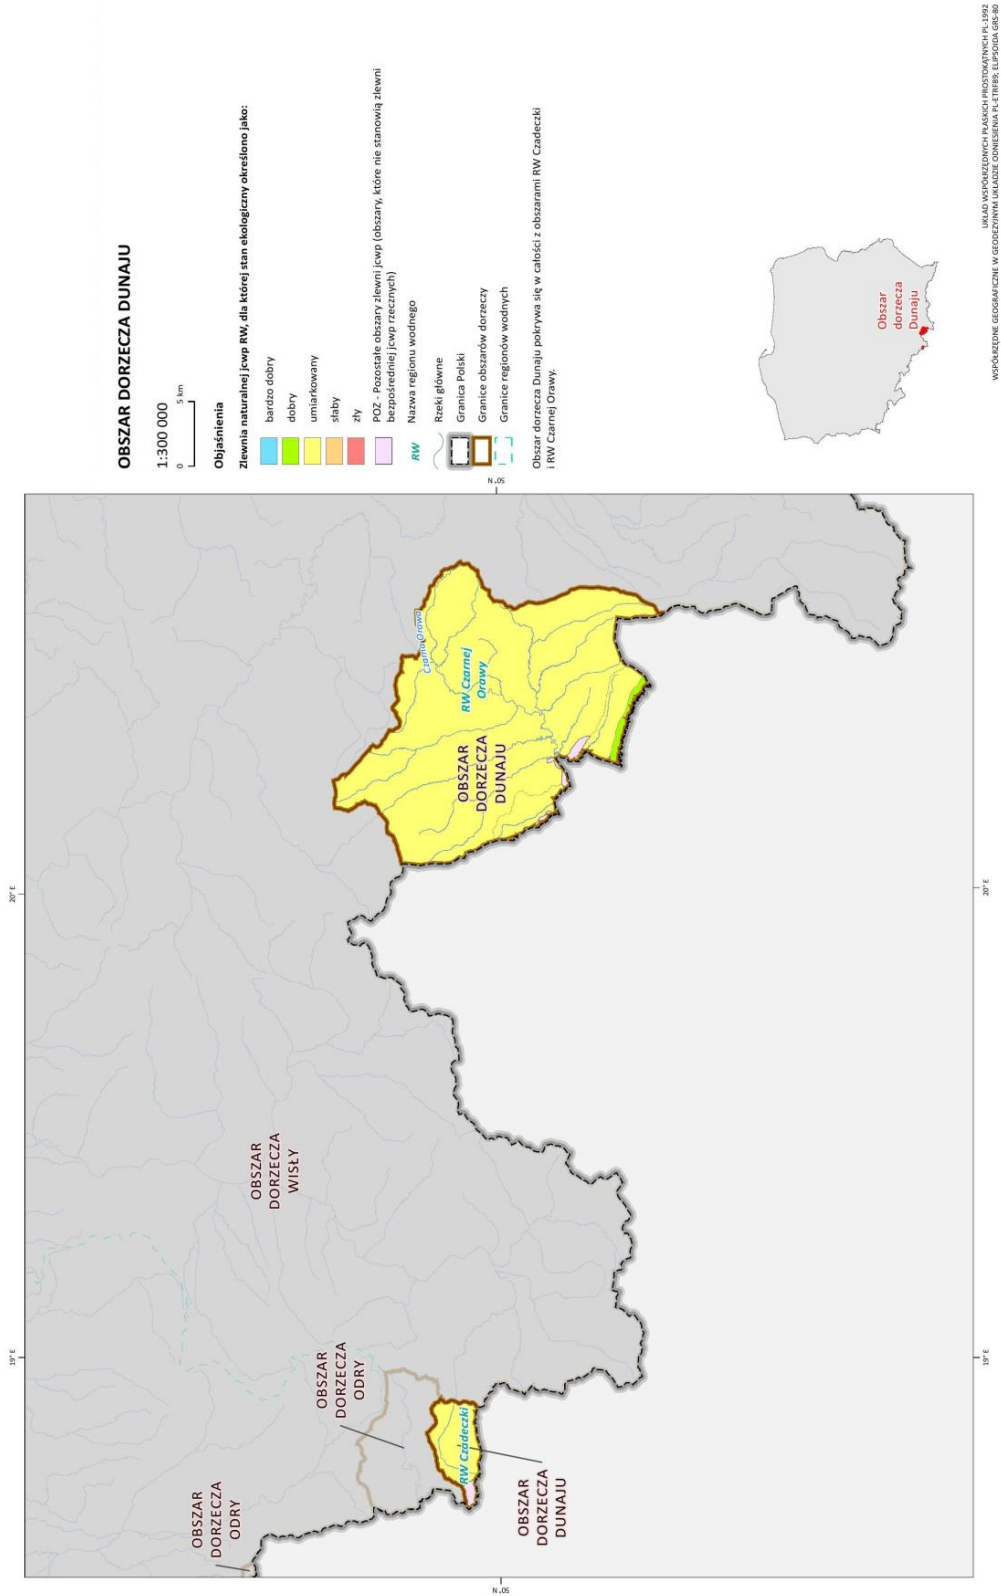 OBSZAR DORZECZA DUNAJU
1:300 000
0 5 km
Objaśnienia
Zlewnia naturalnej jcwp RW, dla której stan ekologiczny określono jako:
bardzo dobry
dobry
umiarkowany
słaby
zły
POZ - Pozostałe obszary zlewni jcwp (obszary, które nie stanowią zlewni
bezpośredniej jcwp rzecznych)
RW Nazwa regionu wodnego
Rzeki główne
Granica Polski
Granice obszarów dorzeczy
Granice regionów wodnych
Obszar dorzecza Dunaju pokrywa się w całości z obszarami RW Czadeczki
i RW Czarnej Orawy.
Obszar
dorzecza
Dunaju
UKŁAD WSPÓŁRZĘDNYCH PŁASKICH PROSTOKĄTNYCH PL-1992
WSPÓŁRZĘDNE GEOGRAFICZNE W GEODEZYJNYM UKŁADZIE ODNIESIENIA PL-ETRF89; ELIPSOIDA GRS-80
19° E
20° E
OBSZAR
DORZECZA
ODRY
OBSZAR
DORZECZA
ODRY
OBSZAR
DORZECZA
WISŁY
Czarna Orawa
RW Czarnej
Orawy
OBSZAR
DORZECZA
DUNAJU
RW Czadeczki
OBSZAR
DORZECZA
DUNAJU
N .05
N .05
19° E
20° E